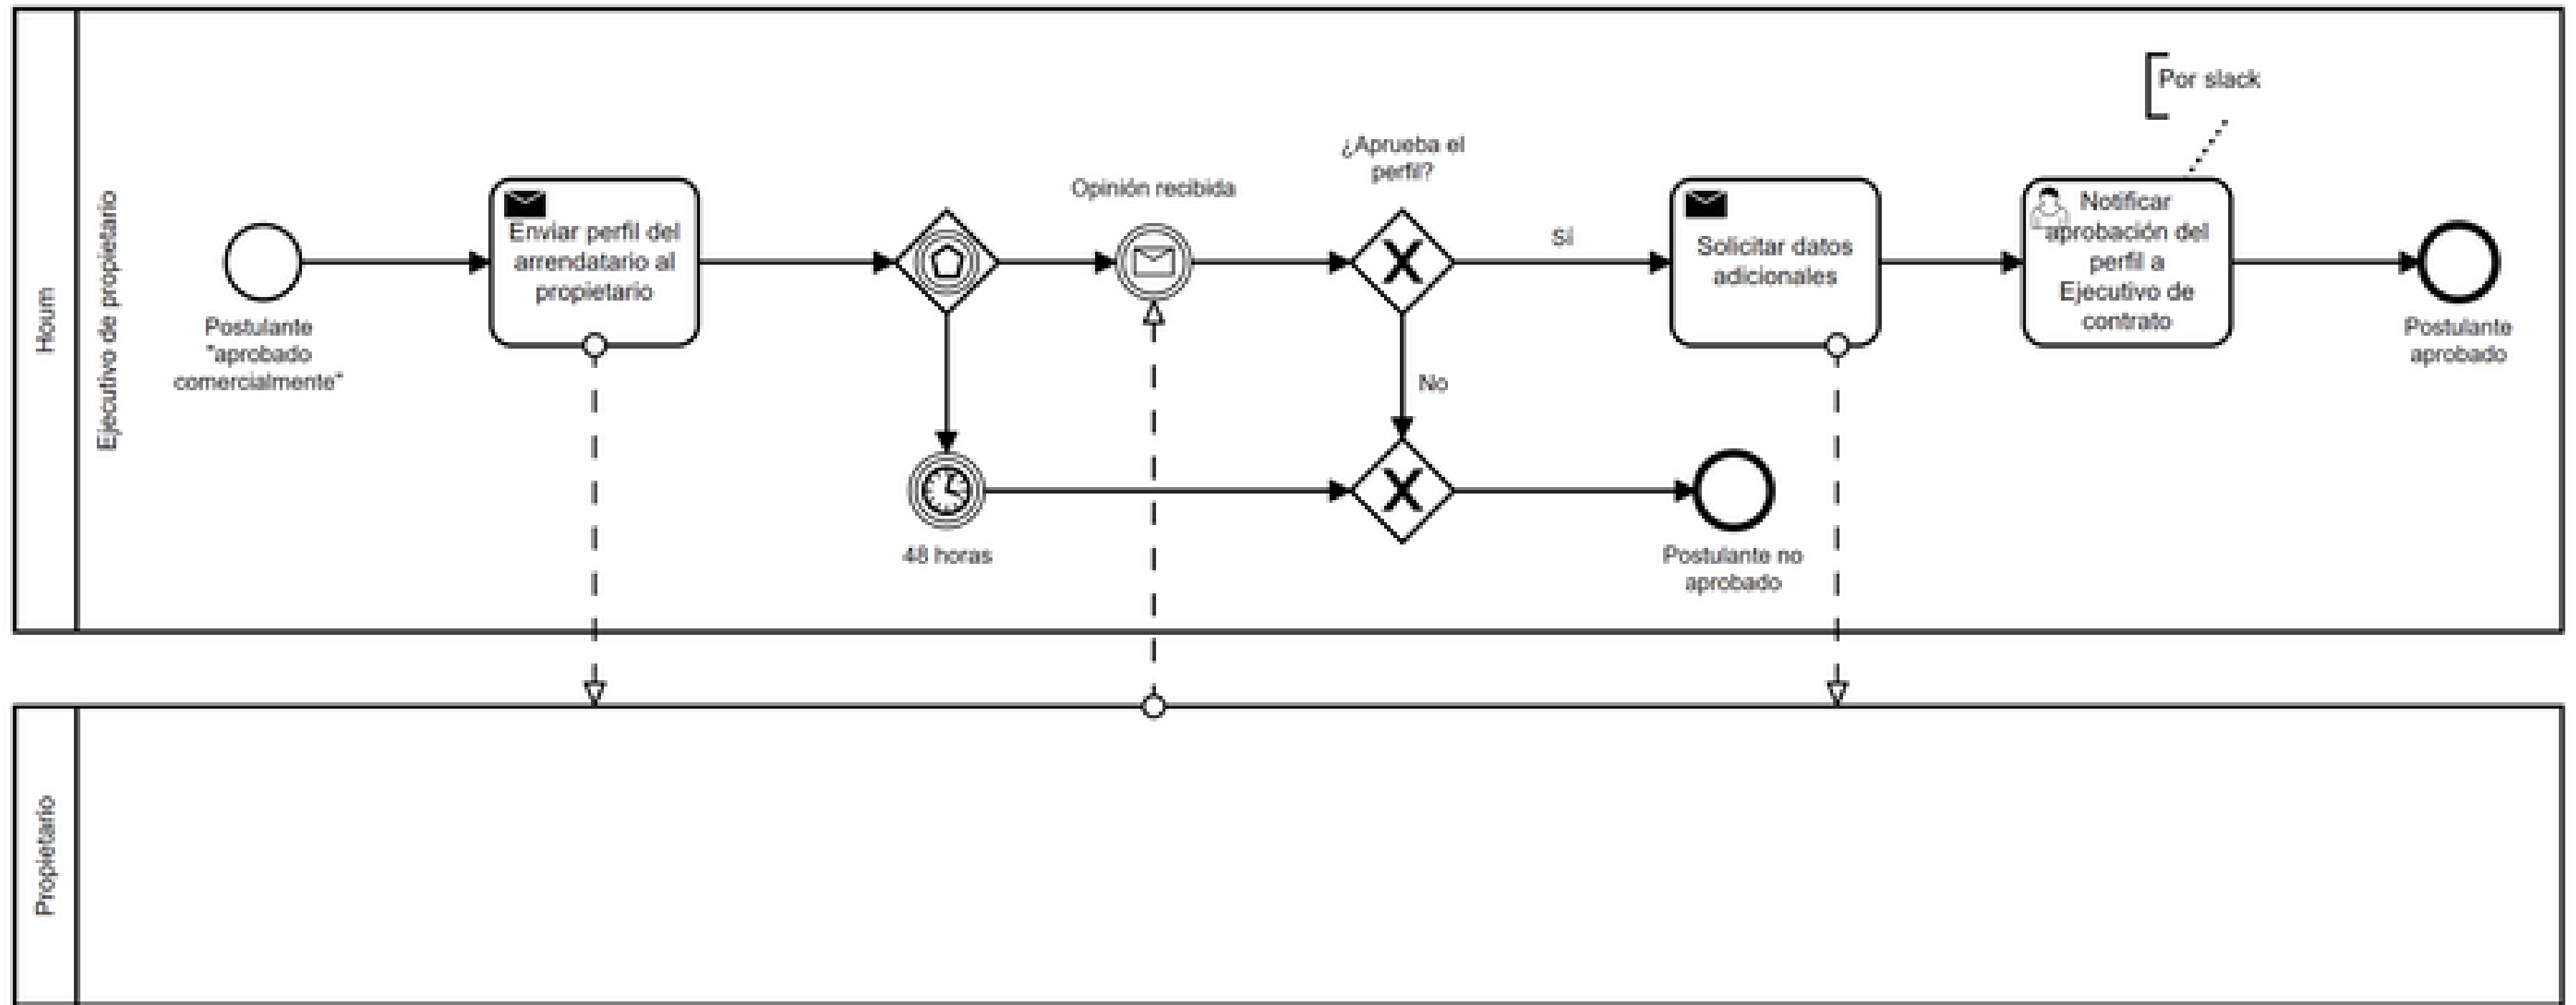 Houm
Ejecutivo de propietario
Postulante
"aprobado
comercialmente"
Enviar perfil del
arrendatario al
propietario
48 horas
Opinión recibida
¿Aprueba el
perfil?
Sí
No
Solicitar datos
adicionales
Postulante no
aprobado
Por slack
Notificar
aprobación del
perfil a
Ejecutivo de
contrato
Postulante
aprobado
Propietario